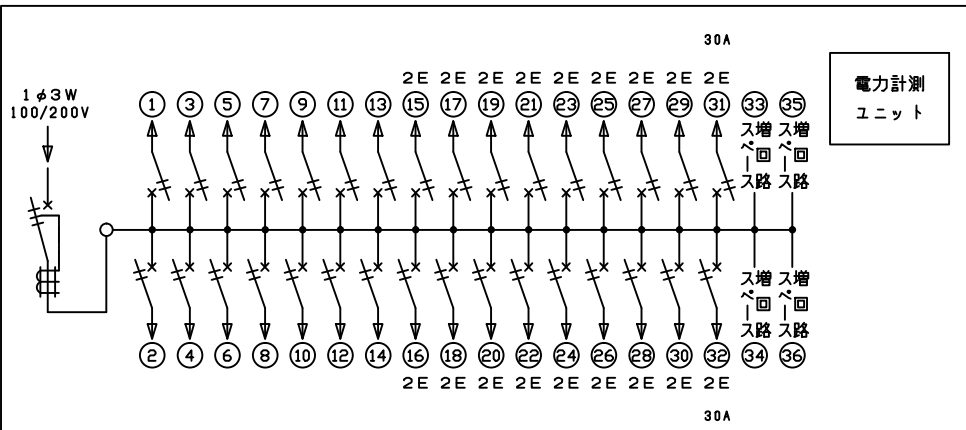 30A
2E 2E 2E 2E 2E 2E 2E 2E 2E
1φ3W
100/200V
1 3 5 7 9 11 13 15 17 19 21 23 25 27 29 31 33 35
増回路スペース 増回路スペース
電力計測
ユニット
増回路スペース 増回路スペース
2 4 6 8 10 12 14 16 18 20 22 24 26 28 30 32 34 36
2E 2E 2E 2E 2E 2E 2E 2E 2E
30A